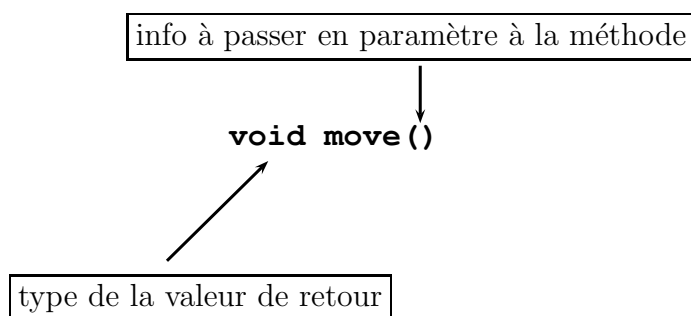 info à passer en paramètre à la méthode
void move()
type de la valeur de retour